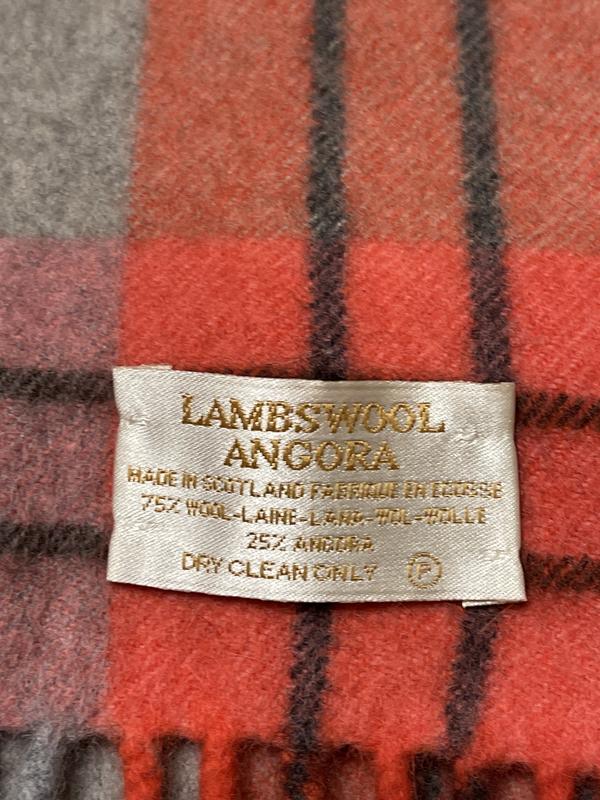 LAMBSWOOL
ANGORA
MADE IN SCOTLAND FABRIQUE EN ECOSSE
75% WOOL-LAINE-LANA-WOL-WOLLE
25% ANGORA
DRY CLEAN ONLY P